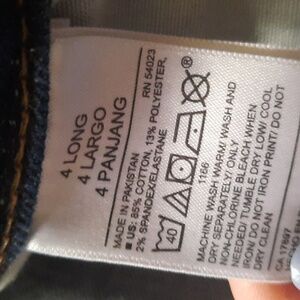 4 LONG
4 LARGO
4 PANJANG
RN 54023
MADE IN PAKISTAN
■ US: 85% COTTON, 13% POLYESTER,
2% SPANDEX/ELASTANE
40
1166
MACHINE WASH WARM/ WASH AND
DRY SEPARATELY/ ONLY
NON-CHLORINE BLEACH WHEN
NEEDED/ TUMBLE DRY LOW/ COOL
IRON/ DO NOT IRON PRINT/ DO NOT
DRY CLEAN